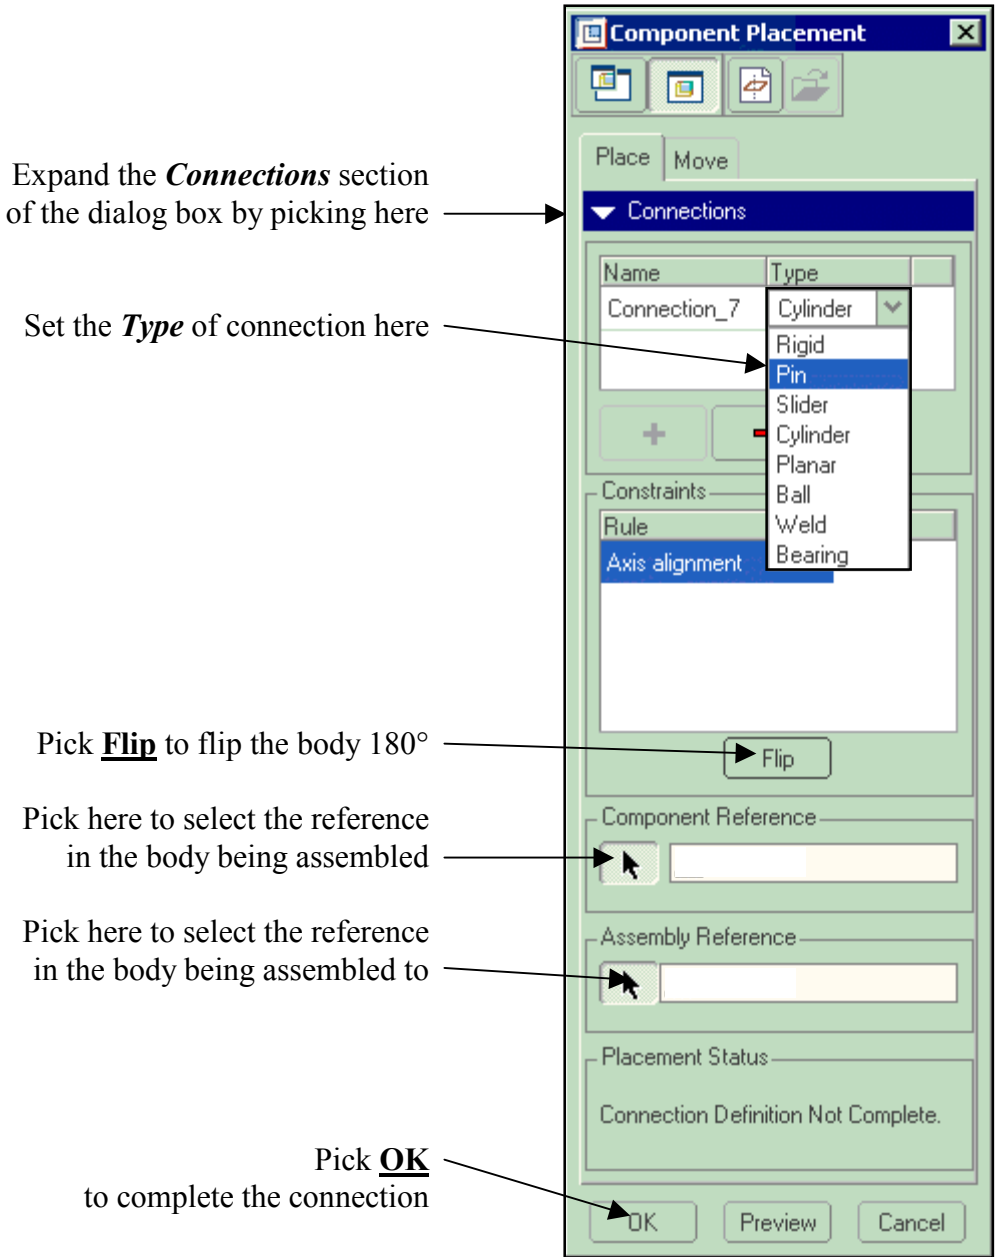 Component Placement
Place Move
Expand the Connections section
of the dialog box by picking here
Connections
Name Type
Connection_7 Cylinder
Set the Type of connection here
Rigid
Pin
Slider
Cylinder
Planar
Ball
Weld
Bearing
Constraints
Rule
Axis alignment
Pick Flip to flip the body 180°
Flip
Pick here to select the reference
in the body being assembled
Component Reference
Pick here to select the reference
in the body being assembled to
Assembly Reference
Placement Status
Connection Definition Not Complete.
Pick OK
to complete the connection
OK Preview Cancel